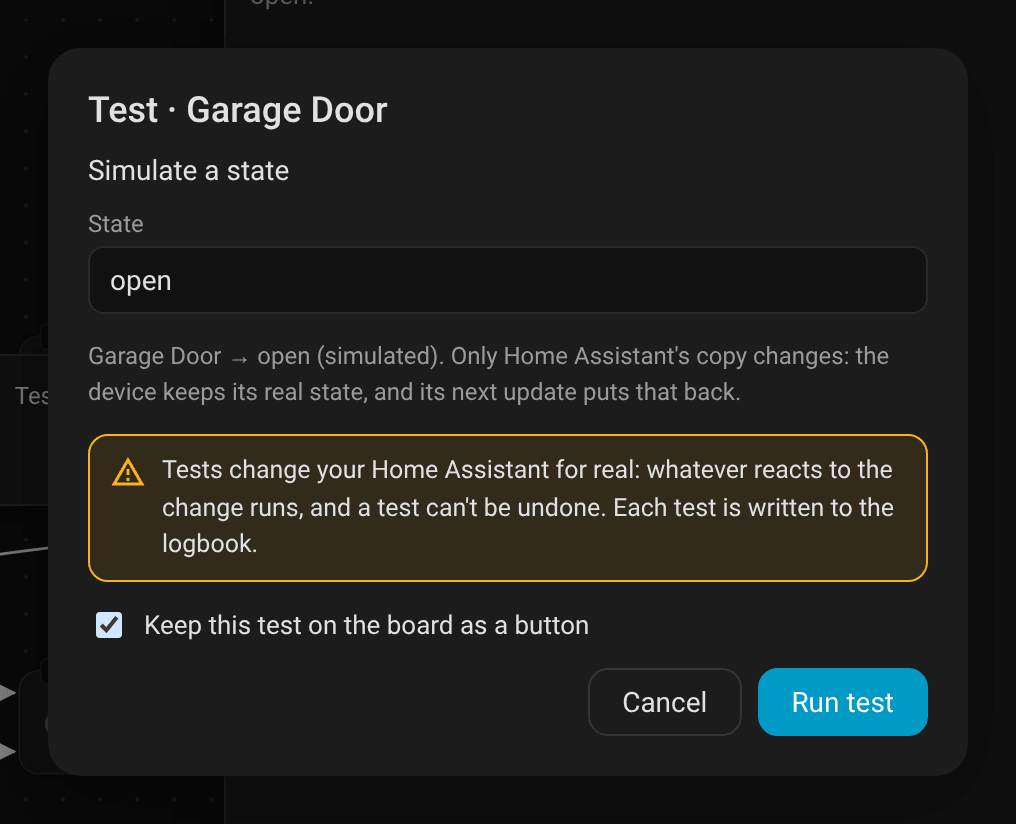 open.
Test · Garage Door
Simulate a state
State
open
Garage Door → open (simulated). Only Home Assistant's copy changes: the
device keeps its real state, and its next update puts that back.
Tests change your Home Assistant for real: whatever reacts to the
change runs, and a test can't be undone. Each test is written to the
logbook.
Keep this test on the board as a button
Cancel
Run test